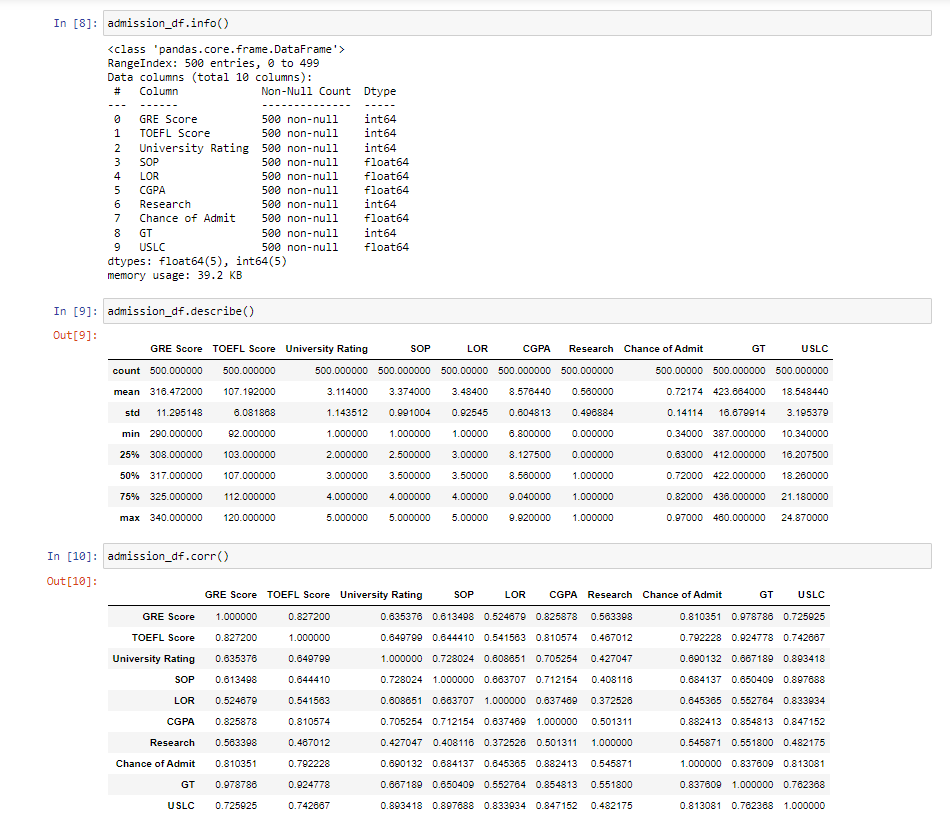 In [8]: admission_df.info()
<class 'pandas.core.frame.DataFrame'>
RangeIndex: 500 entries, 0 to 499
Data columns (total 10 columns):
 #   Column             Non-Null Count  Dtype
---  ------             --------------  -----
 0   GRE Score          500 non-null    int64
 1   TOEFL Score        500 non-null    int64
 2   University Rating  500 non-null    int64
 3   SOP                500 non-null    float64
 4   LOR                500 non-null    float64
 5   CGPA               500 non-null    float64
 6   Research           500 non-null    int64
 7   Chance of Admit    500 non-null    float64
 8   GT                 500 non-null    int64
 9   USLC               500 non-null    float64
dtypes: float64(5), int64(5)
memory usage: 39.2 KB
In [9]: admission_df.describe()
Out[9]:
GRE Score TOEFL Score University Rating SOP LOR CGPA Research Chance of Admit GT USLC
count 500.000000 500.000000 500.000000 500.000000 500.00000 500.000000 500.000000 500.00000 500.000000 500.000000
mean 316.472000 107.192000 3.114000 3.374000 3.48400 8.576440 0.560000 0.72174 423.664000 18.548440
std 11.295148 6.081868 1.143512 0.991004 0.92545 0.604813 0.496884 0.14114 16.679914 3.195379
min 290.000000 92.000000 1.000000 1.000000 1.00000 6.800000 0.000000 0.34000 387.000000 10.340000
25% 308.000000 103.000000 2.000000 2.500000 3.00000 8.127500 0.000000 0.63000 412.000000 16.207500
50% 317.000000 107.000000 3.000000 3.500000 3.50000 8.560000 1.000000 0.72000 422.000000 18.260000
75% 325.000000 112.000000 4.000000 4.000000 4.00000 9.040000 1.000000 0.82000 436.000000 21.180000
max 340.000000 120.000000 5.000000 5.000000 5.00000 9.920000 1.000000 0.97000 460.000000 24.870000
In [10]: admission_df.corr()
Out[10]:
GRE Score TOEFL Score University Rating SOP LOR CGPA Research Chance of Admit GT USLC
GRE Score 1.000000 0.827200 0.635376 0.613498 0.524679 0.825878 0.563398 0.810351 0.978786 0.725925
TOEFL Score 0.827200 1.000000 0.649799 0.644410 0.541563 0.810574 0.467012 0.792228 0.924778 0.742667
University Rating 0.635376 0.649799 1.000000 0.728024 0.608651 0.705254 0.427047 0.690132 0.667189 0.893418
SOP 0.613498 0.644410 0.728024 1.000000 0.663707 0.712154 0.408116 0.684137 0.650409 0.897688
LOR 0.524679 0.541563 0.608651 0.663707 1.000000 0.637469 0.372526 0.645365 0.552764 0.833934
CGPA 0.825878 0.810574 0.705254 0.712154 0.637469 1.000000 0.501311 0.882413 0.854813 0.847152
Research 0.563398 0.467012 0.427047 0.408116 0.372526 0.501311 1.000000 0.545871 0.551800 0.482175
Chance of Admit 0.810351 0.792228 0.690132 0.684137 0.645365 0.882413 0.545871 1.000000 0.837609 0.813081
GT 0.978786 0.924778 0.667189 0.650409 0.552764 0.854813 0.551800 0.837609 1.000000 0.762368
USLC 0.725925 0.742667 0.893418 0.897688 0.833934 0.847152 0.482175 0.813081 0.762368 1.000000